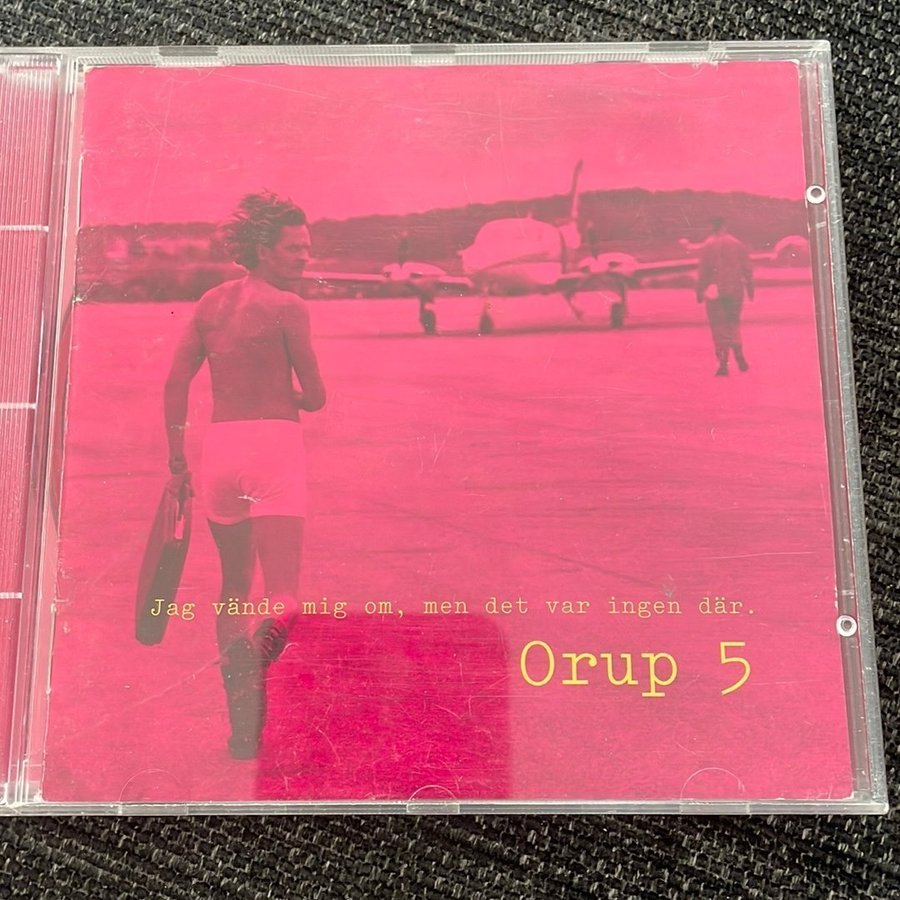 Jag vände mig om, men det var ingen där.
Orup 5